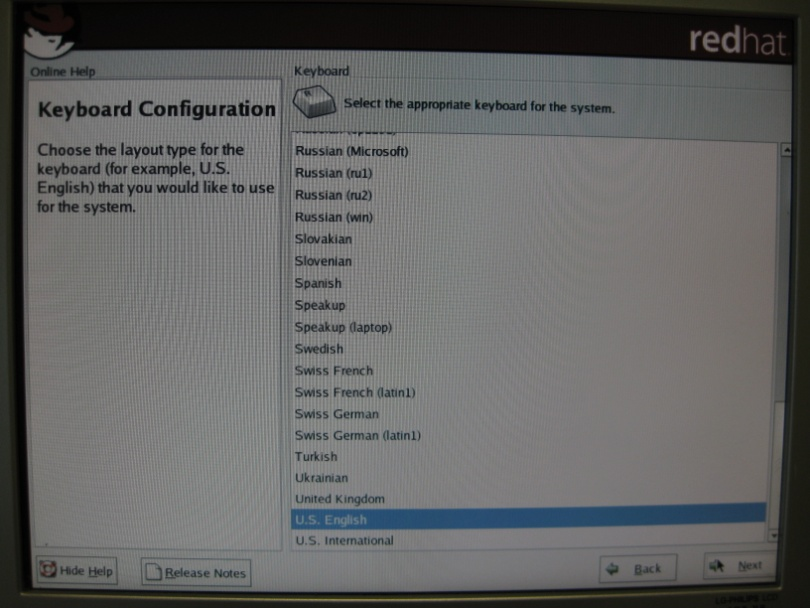 redhat
Online Help
Keyboard Configuration
Choose the layout type for the
keyboard (for example, U.S.
English) that you would like to use
for the system.
Keyboard
Select the appropriate keyboard for the system.
Russian (Microsoft)
Russian (ru1)
Russian (ru2)
Russian (win)
Slovakian
Slovenian
Spanish
Speakup
Speakup (laptop)
Swedish
Swiss French
Swiss French (latin1)
Swiss German
Swiss German (latin1)
Turkish
Ukrainian
United Kingdom
U.S. English
U.S. International
Hide Help
Release Notes
Back
Next